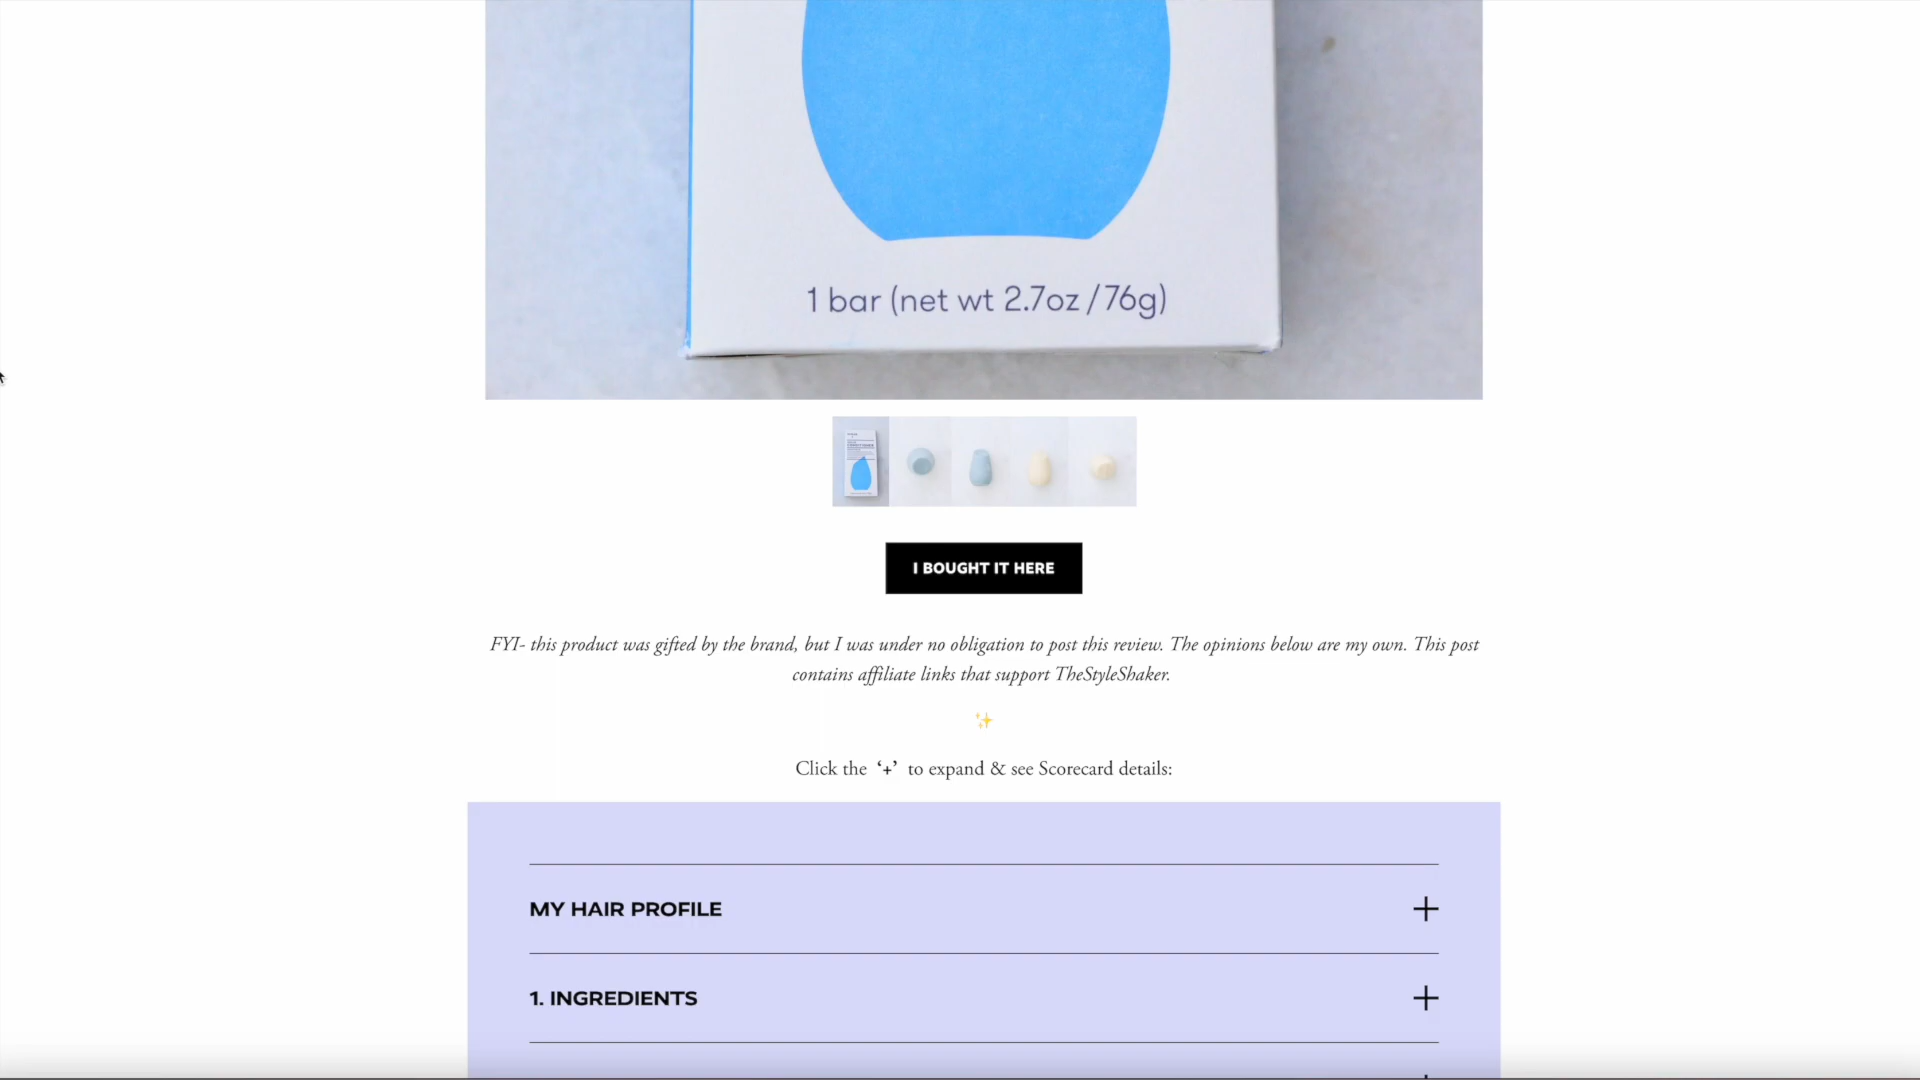 1 bar (net wt 2.7oz / 76g)
I BOUGHT IT HERE
FYI- this product was gifted by the brand, but I was under no obligation to post this review. The opinions below are my own. This post
contains affiliate links that support TheStyleShaker.
Click the ‘+’ to expand & see Scorecard details:
MY HAIR PROFILE
1. INGREDIENTS